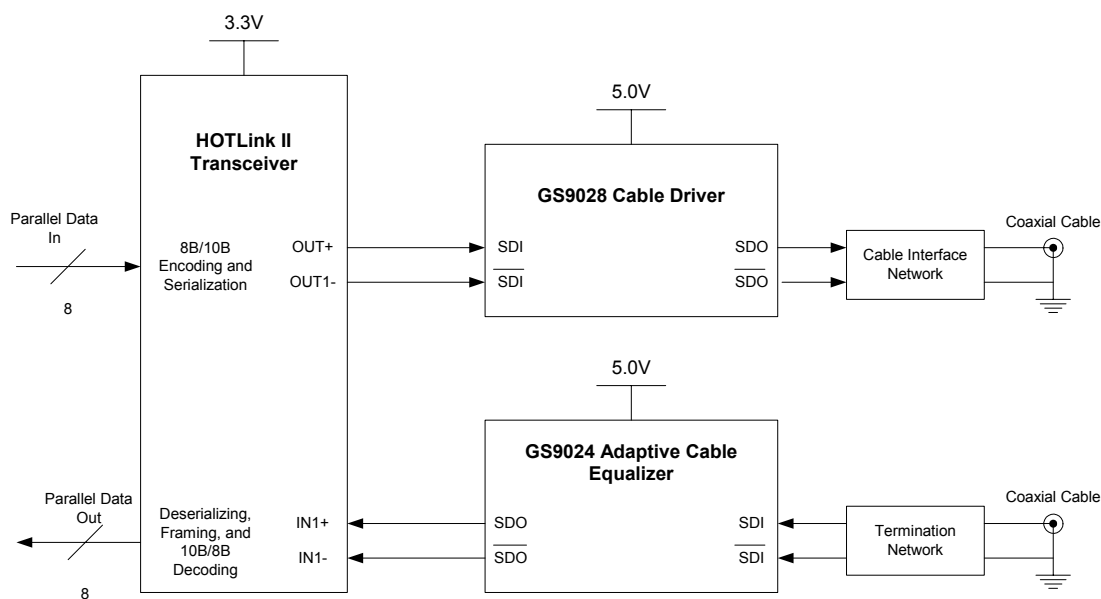 3.3V
HOTLink II
Transceiver
5.0V
GS9028 Cable Driver
Parallel Data
In
8
8B/10B
Encoding and
Serialization
OUT+
OUT1-
SDI
SDI
SDO
SDO
Cable Interface
Network
Coaxial Cable
5.0V
GS9024 Adaptive Cable
Equalizer
Parallel Data
Out
8
Deserializing,
Framing, and
10B/8B
Decoding
IN1+
IN1-
SDO
SDO
SDI
SDI
Termination
Network
Coaxial Cable